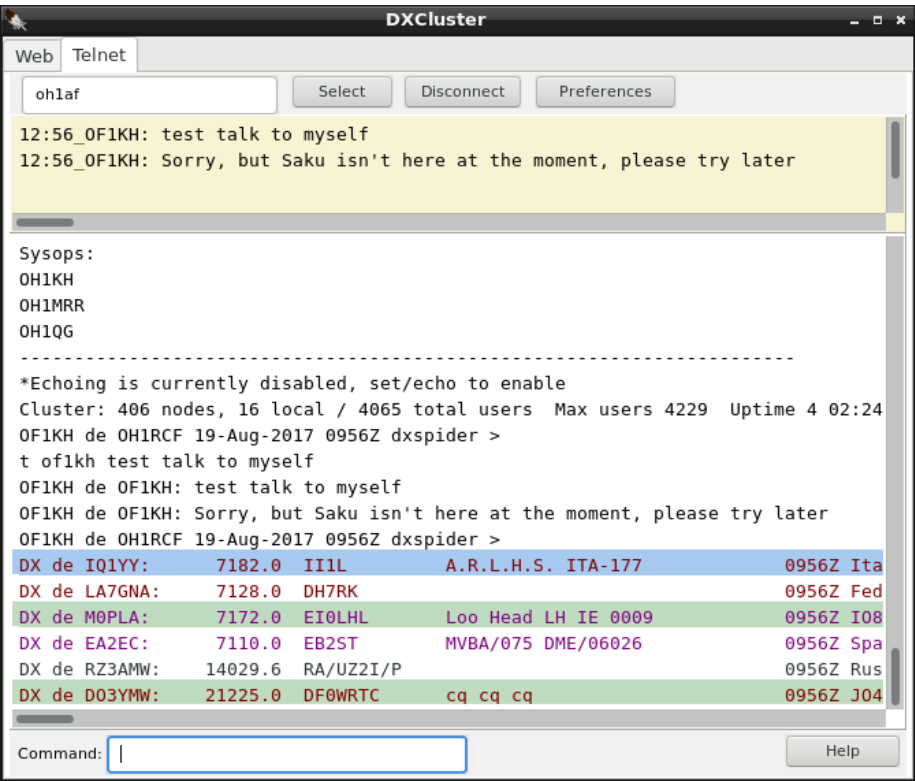 DXCluster
Web Telnet
oh1af Select Disconnect Preferences
12:56_OF1KH: test talk to myself
12:56_OF1KH: Sorry, but Saku isn't here at the moment, please try later
Sysops:
OH1KH
OH1MRR
OH1QG
-----------------------------------------------------------------------
*Echoing is currently disabled, set/echo to enable
Cluster: 406 nodes, 16 local / 4065 total users  Max users 4229  Uptime 4 02:24
OF1KH de OH1RCF 19-Aug-2017 0956Z dxspider >
t of1kh test talk to myself
OF1KH de OF1KH: test talk to myself
OF1KH de OF1KH: Sorry, but Saku isn't here at the moment, please try later
OF1KH de OH1RCF 19-Aug-2017 0956Z dxspider >
DX de IQ1YY:     7182.0  II1L         A.R.L.H.S. ITA-177             0956Z Ita
DX de LA7GNA:    7128.0  DH7RK                                       0956Z Fed
DX de M0PLA:     7172.0  EI0LHL       Loo Head LH IE 0009            0956Z IO8
DX de EA2EC:     7110.0  EB2ST        MVBA/075 DME/06026             0956Z Spa
DX de RZ3AMW:   14029.6  RA/UZ2I/P                                   0956Z Rus
DX de DO3YMW:   21225.0  DF0WRTC      cq cq cq                       0956Z JO4
Command: Help